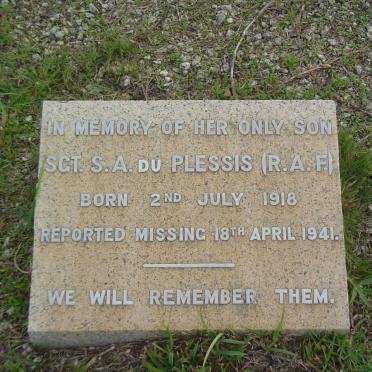 IN MEMORY OF HER ONLY SON
SGT. S.A. DU PLESSIS (R.A.F)
BORN 2ND JULY 1918
REPORTED MISSING 18TH APRIL 1941.
WE WILL REMEMBER THEM.